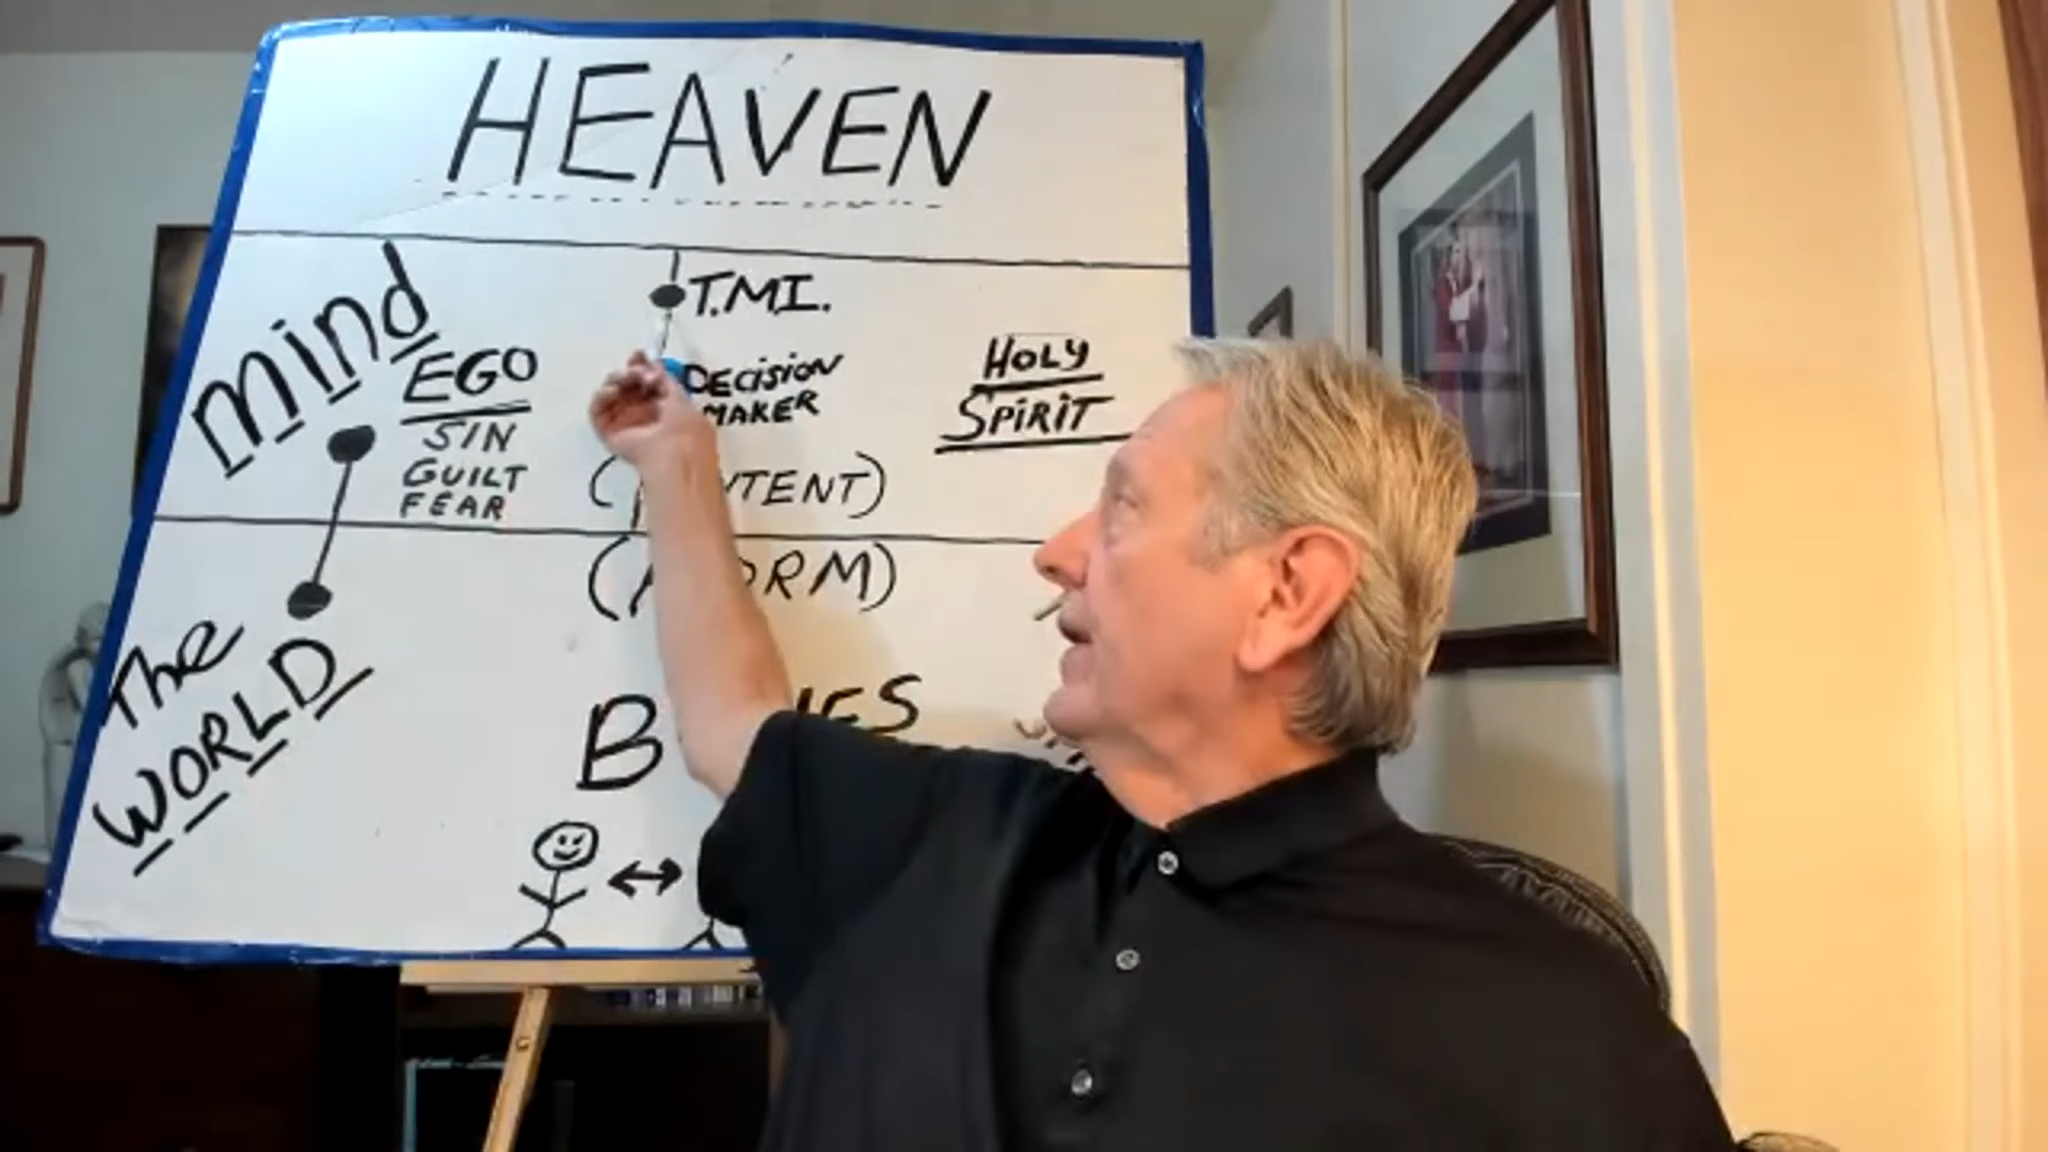 HEAVEN
T.M.I.
mind
EGO
SIN
GUILT
FEAR
DECISION
MAKER
HOLY
SPIRIT
The
WORLD